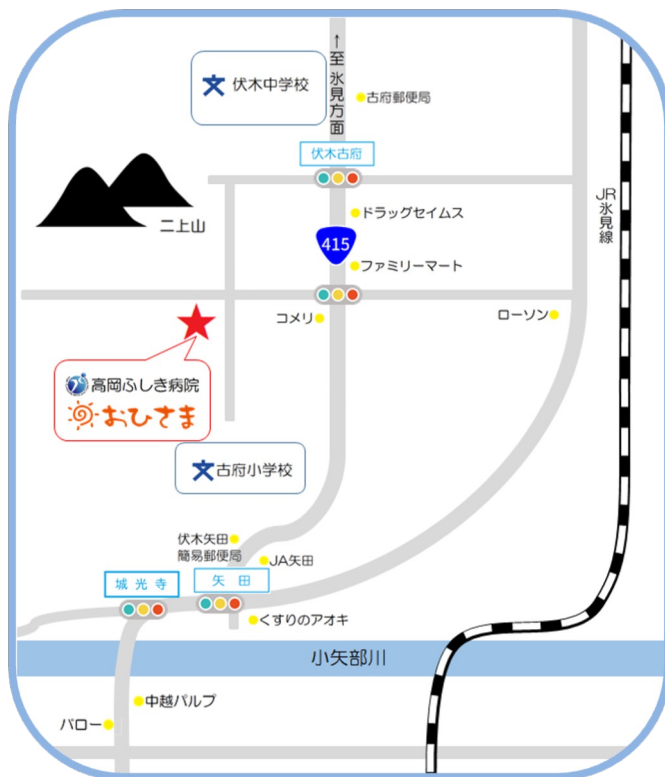 ↑至 氷見方面
伏木中学校
古府郵便局
伏木古府
二上山
ドラッグセイムス
JR氷見線
415
ファミリーマート
コメリ
ローソン
高岡ふしき病院
おひさま
古府小学校
伏木矢田
簡易郵便局
JA矢田
城光寺
矢田
くすりのアオキ
小矢部川
中越パルプ
バロー